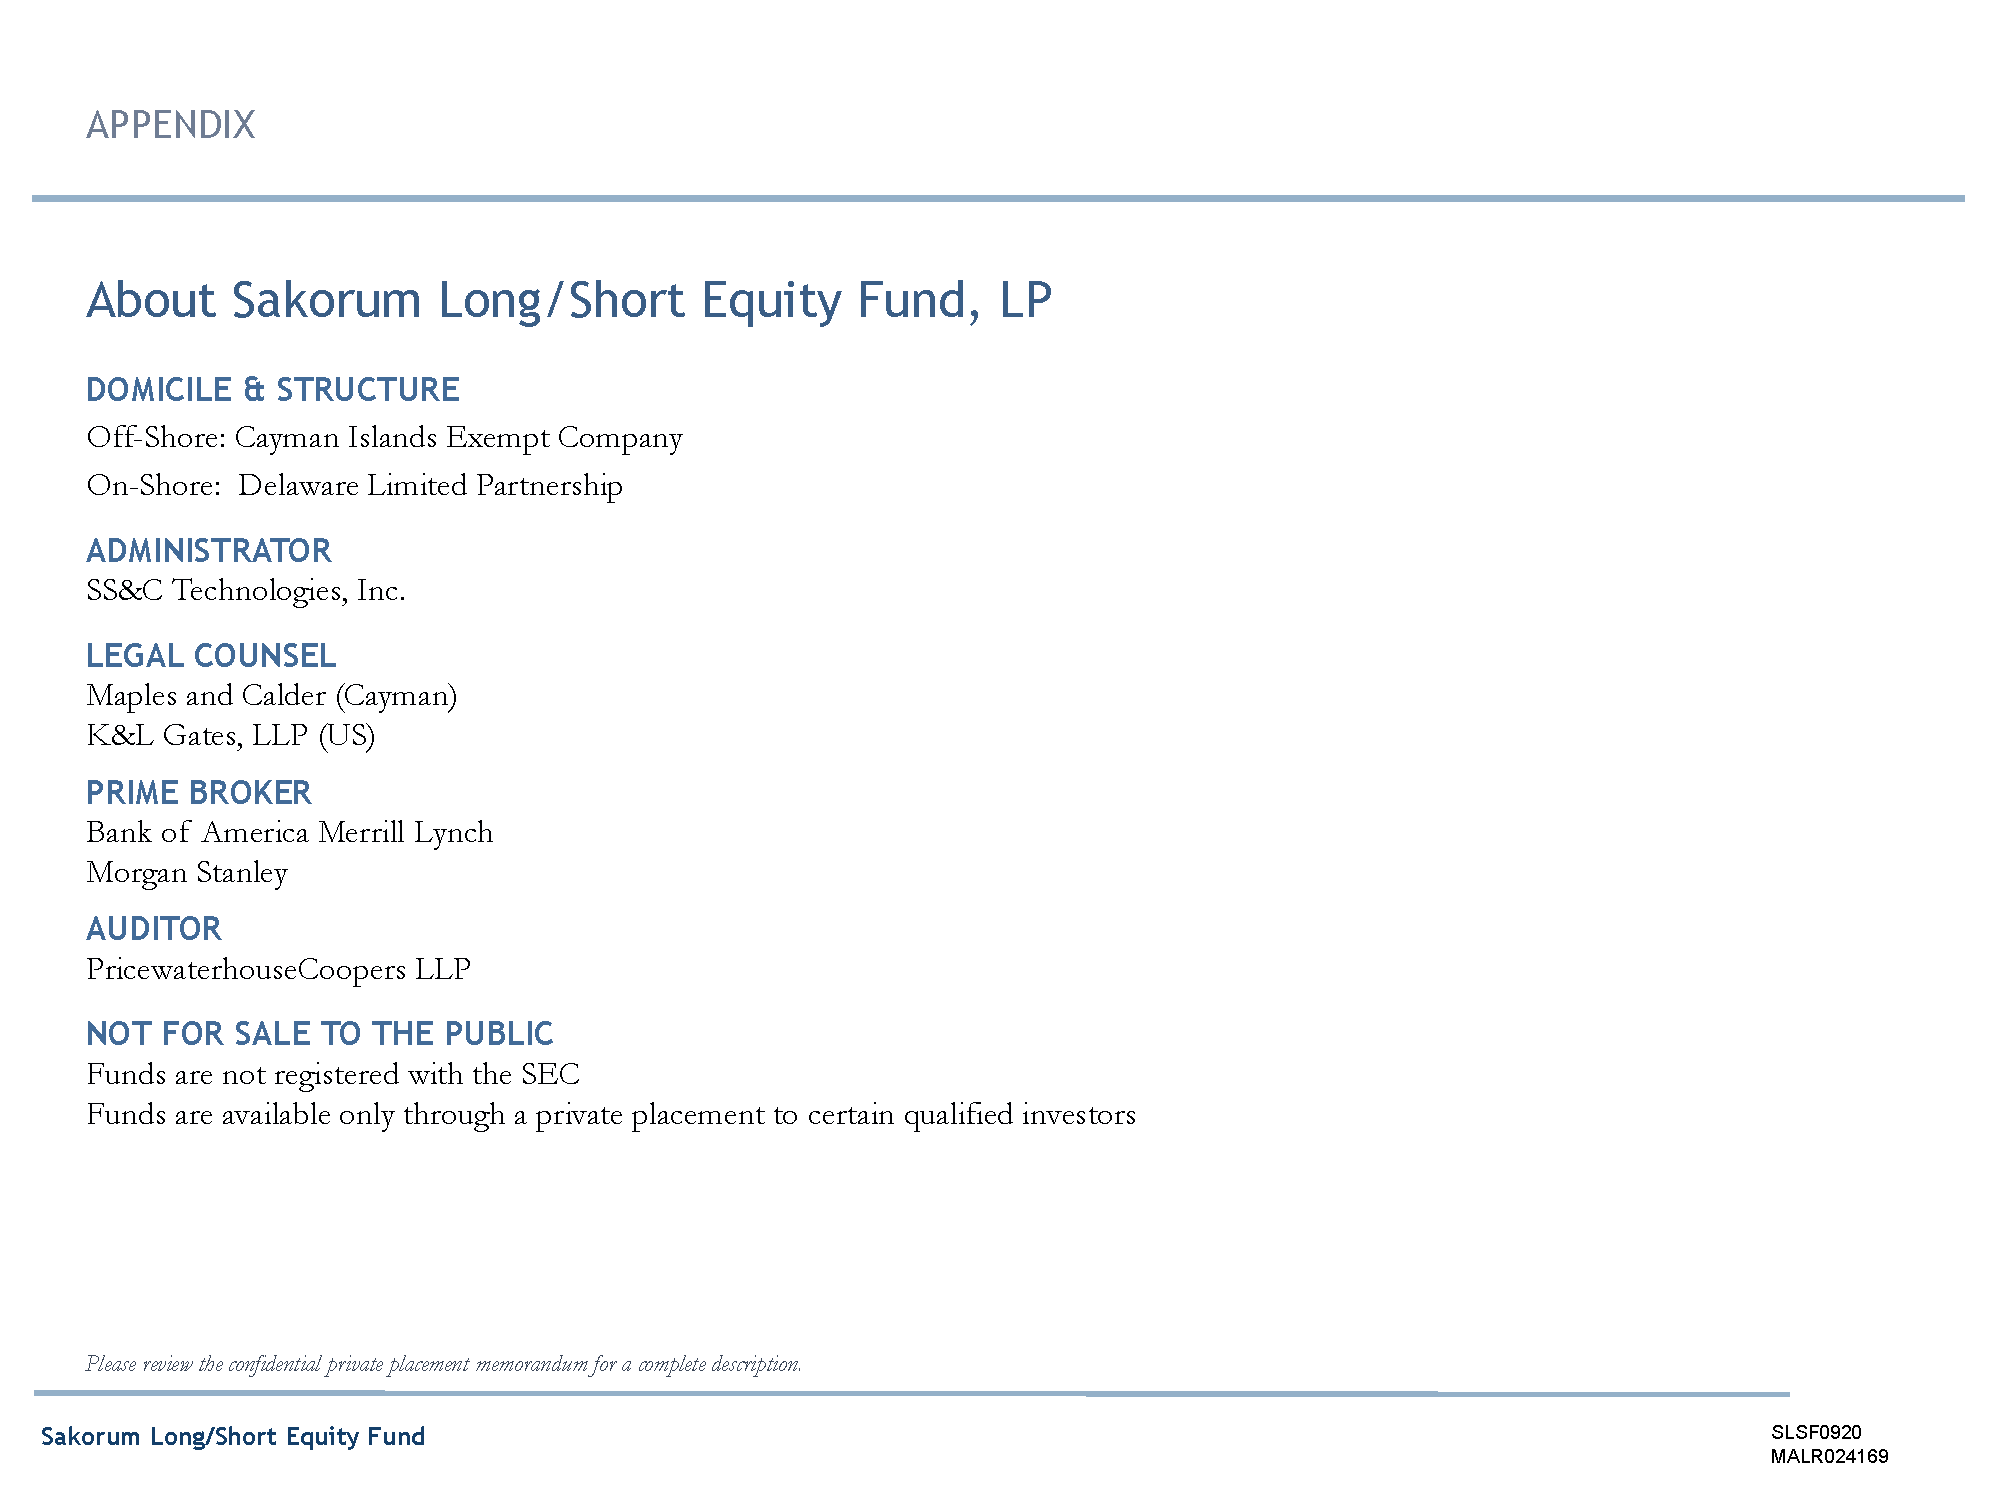 APPENDIX
About Sakorum Long/Short Equity Fund, LP
DOMICILE & STRUCTURE
Off-Shore: Cayman Islands Exempt Company
On-Shore:  Delaware Limited Partnership
ADMINISTRATOR
SS&C Technologies, Inc.
LEGAL COUNSEL
Maples and Calder (Cayman)
K&L Gates, LLP (US)
PRIME BROKER
Bank of America Merrill Lynch
Morgan Stanley
AUDITOR
PricewaterhouseCoopers LLP
NOT FOR SALE TO THE PUBLIC
Funds are not registered with the SEC
Funds are available only through a private placement to certain qualified investors
Please review the confidential private placement memorandum for a complete description.
Sakorum Long/Short Equity Fund
SLSF0920
MALR024169